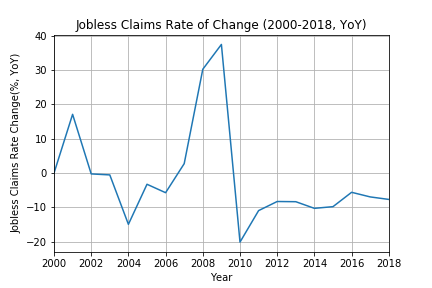 Jobless Claims Rate of Change (2000-2018, YoY)
Jobless Claims Rate Change(%, YoY)
40
30
20
10
0
−10
−20
2000 2002 2004 2006 2008 2010 2012 2014 2016 2018
Year